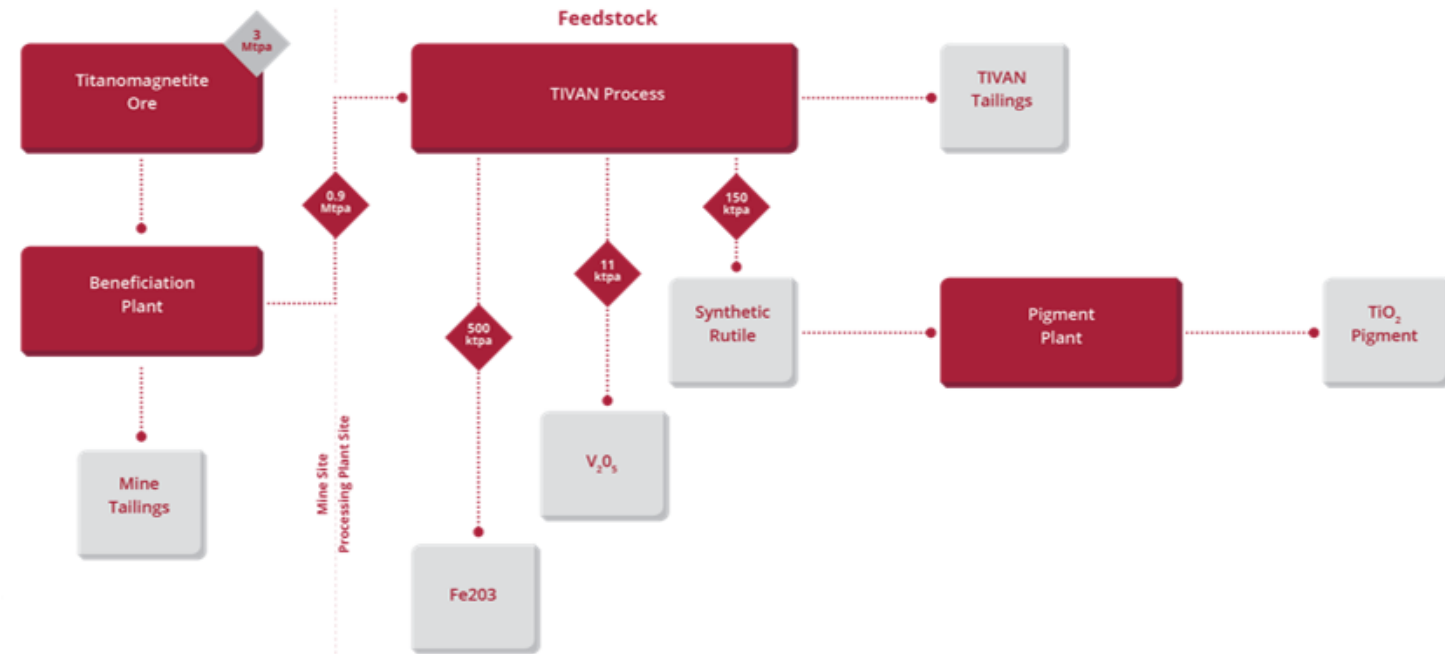 Feedstock
3
Mtpa
Titanomagnetite
Ore
TIVAN Process
TIVAN
Tailings
0.9
Mtpa
150
ktpa
Beneficiation
Plant
11
ktpa
500
ktpa
Synthetic
Rutile
Pigment
Plant
TiO₂
Pigment
Mine Site
Processing Plant Site
Mine
Tailings
V₂0₅
Fe203